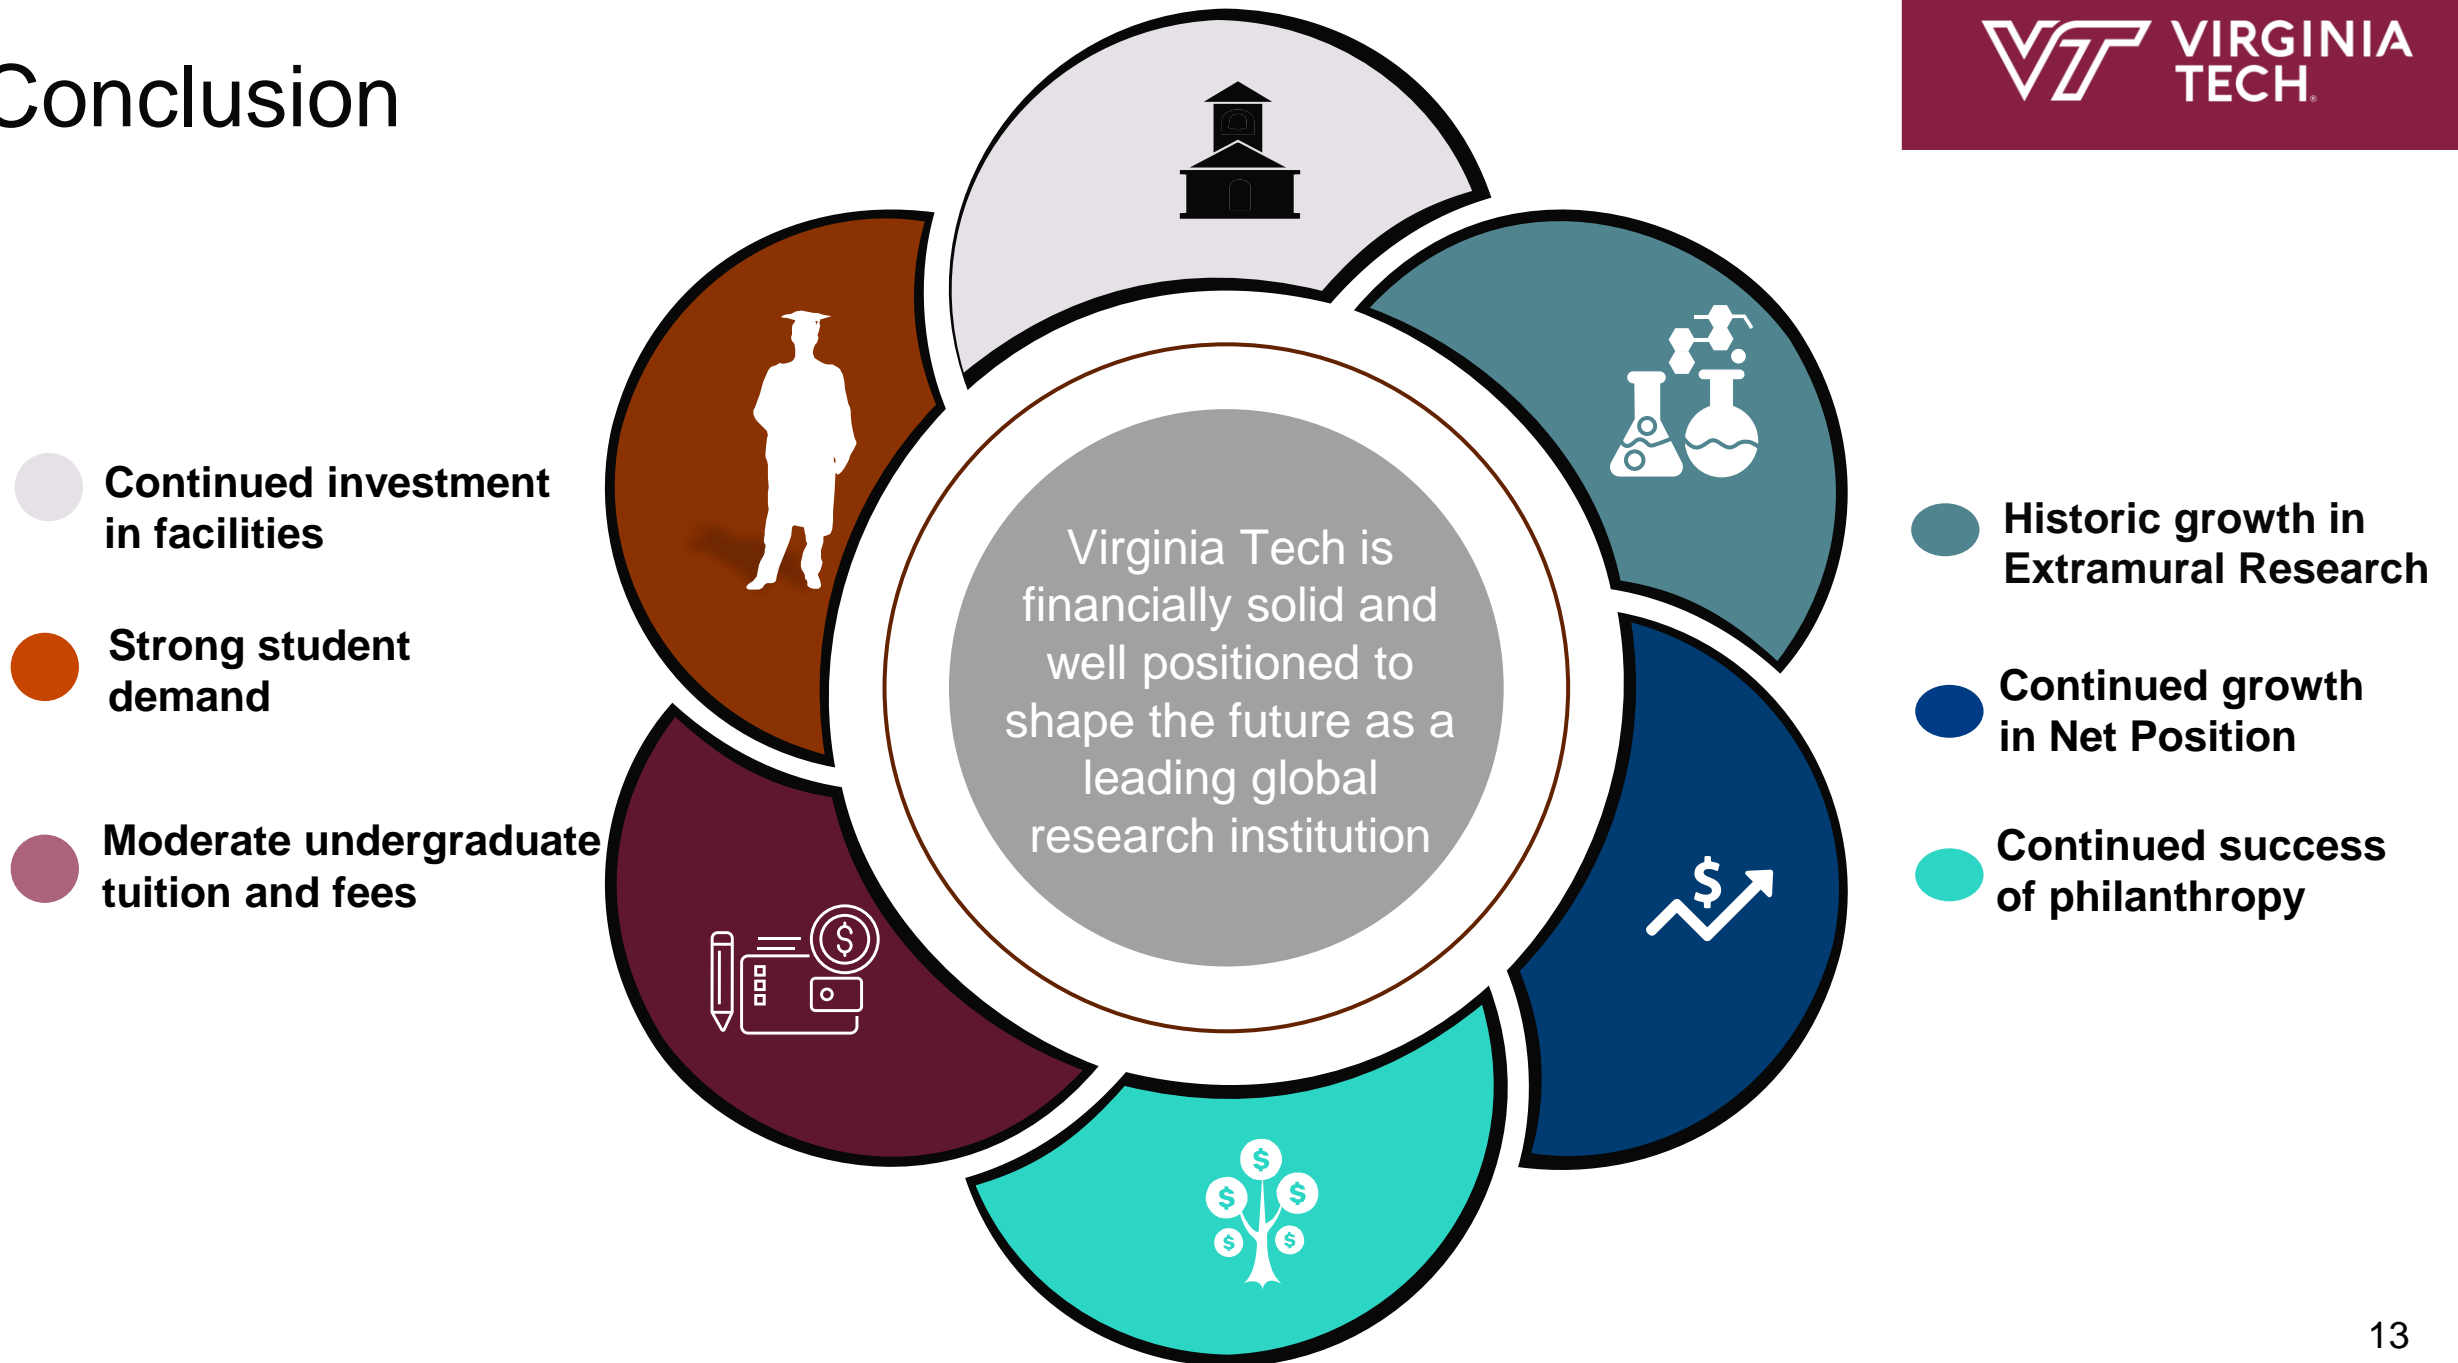 Conclusion
VIRGINIA
TECH.
Continued investment
in facilities
Strong student
demand
Moderate undergraduate
tuition and fees
Virginia Tech is
financially solid and
well positioned to
shape the future as a
leading global
research institution
Historic growth in
Extramural Research
Continued growth
in Net Position
Continued success
of philanthropy
$
$
$
$
$
$
$
13